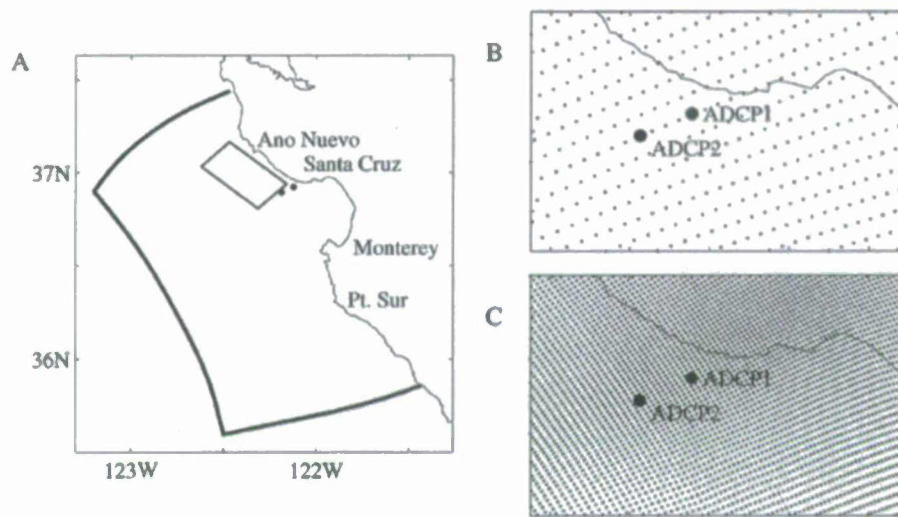 A
37N
36N
123W
122W
Ano Nuevo
Santa Cruz
Monterey
Pt. Sur
B
ADCP1
ADCP2
C
ADCP1
ADCP2